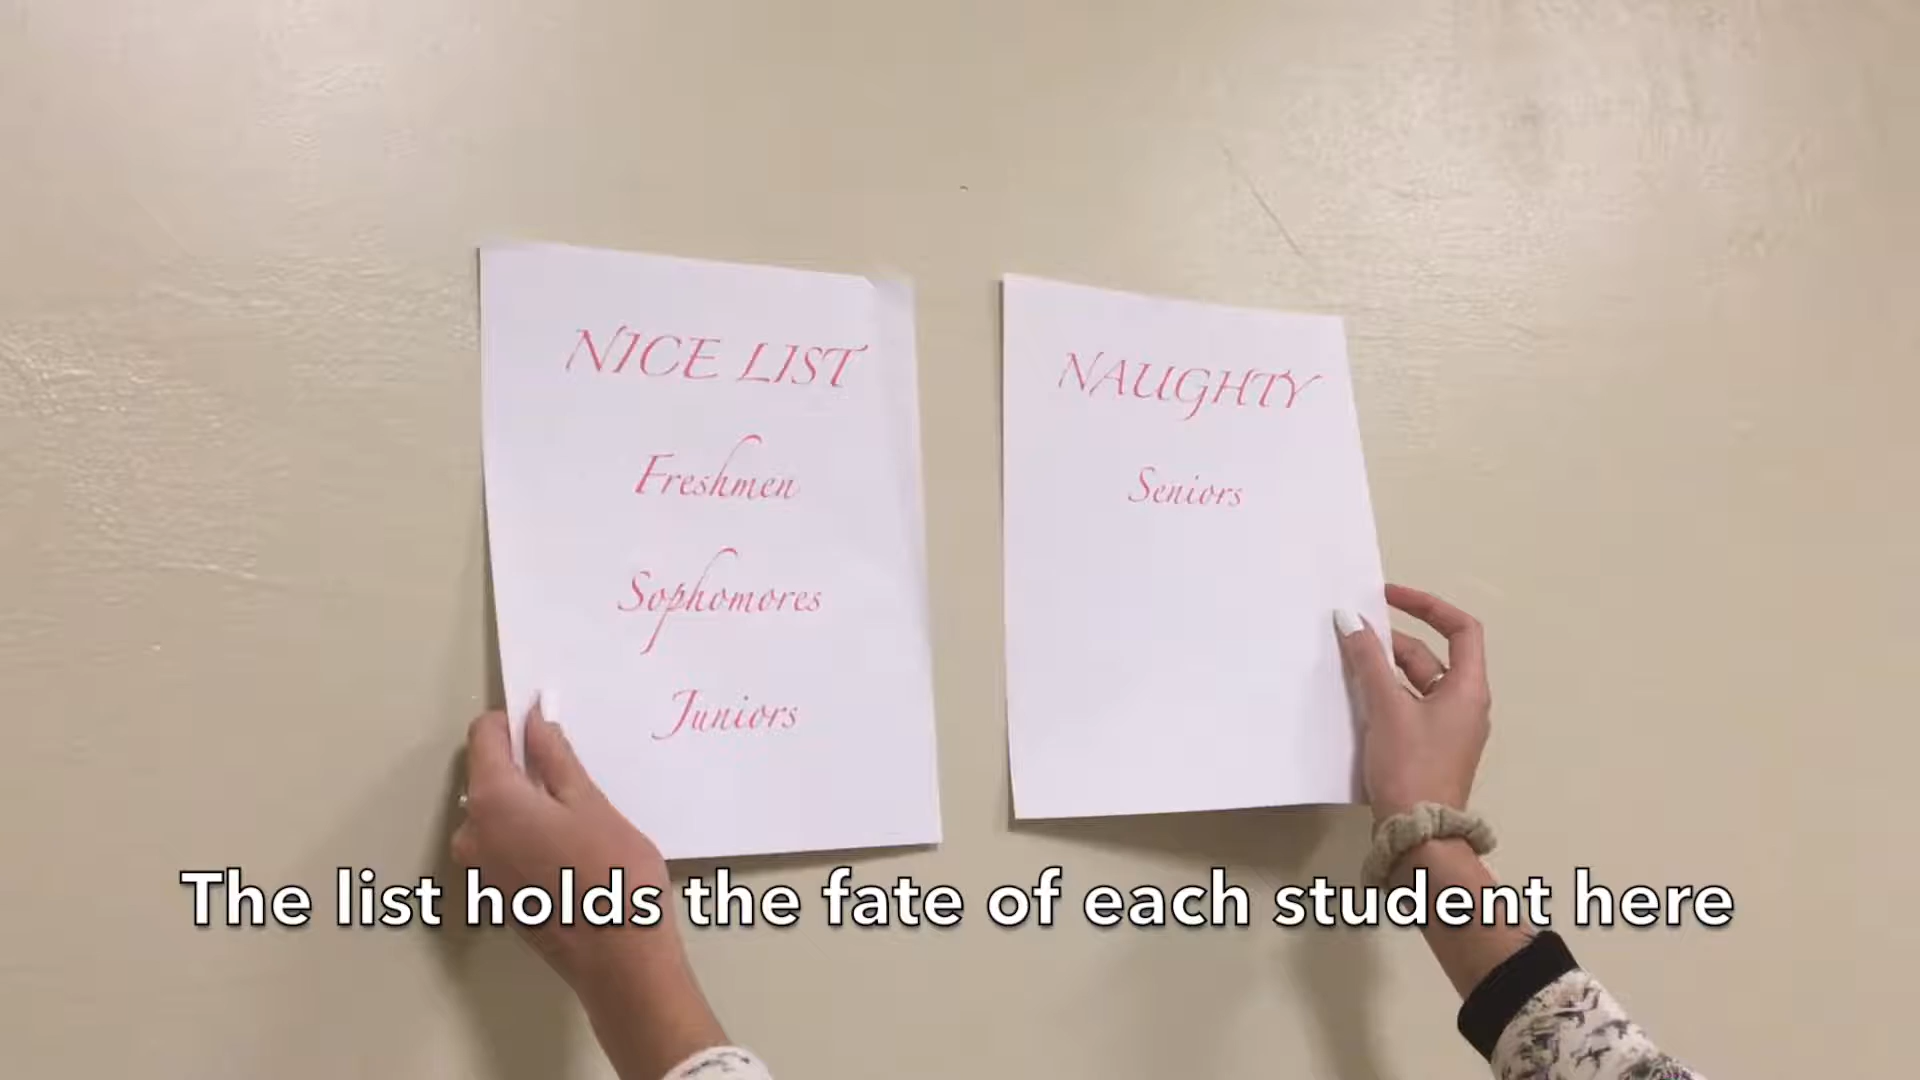 NICE LIST
Freshmen
Sophomores
Juniors
NAUGHTY
Seniors
The list holds the fate of each student here